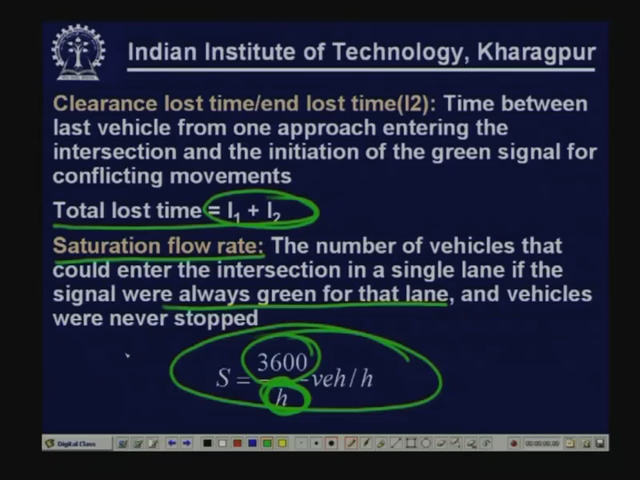 Indian Institute of Technology, Kharagpur
Clearance lost time/end lost time(l2): Time between
last vehicle from one approach entering the
intersection and the initiation of the green signal for
conflicting movements
Total lost time = l1 + l2
Saturation flow rate: The number of vehicles that
could enter the intersection in a single lane if the
signal were always green for that lane, and vehicles
were never stopped
S = 3600/h veh / h
Digital Class